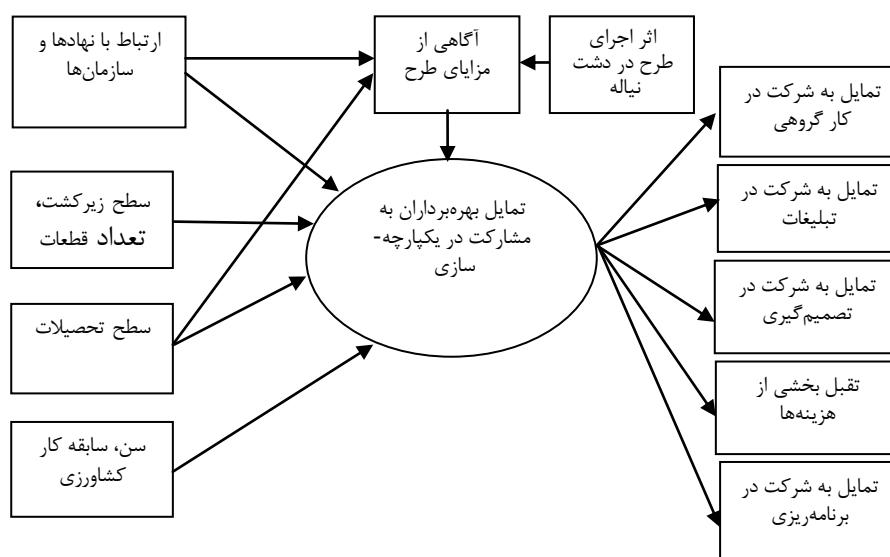 ارتباط با نهادها و
سازمان‌ها
آگاهی از
مزایای طرح
اثر اجرای
طرح در دشت
نیاله
تمایل به شرکت در
کار گروهی
سطح زیرکشت،
تعداد قطعات
تمایل بهره‌برداران به
مشارکت در یکپارچه-
سازی
تمایل به شرکت در
تبلیغات
سطح تحصیلات
تمایل به شرکت در
تصمیم‌گیری
تقبل بخشی از
هزینه‌ها
سن، سابقه کار
کشاورزی
تمایل به شرکت در
برنامه‌ریزی